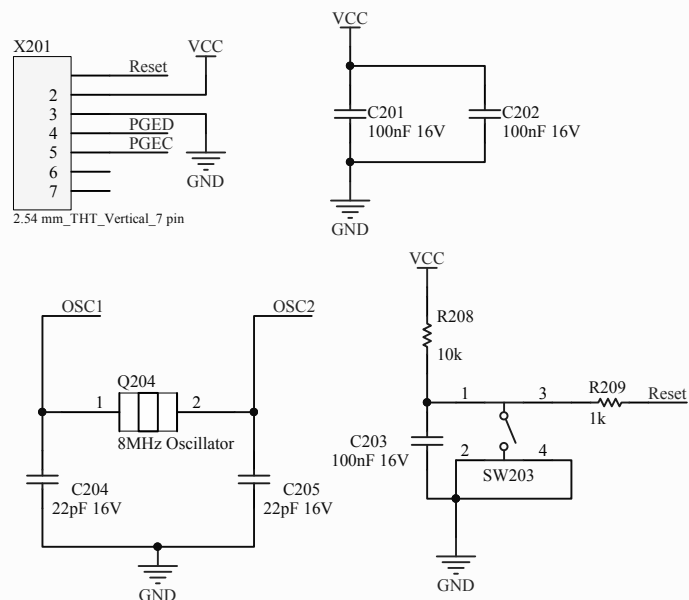 X201
Reset
VCC
2
3
4
PGED
5
PGEC
6
7
GND
2.54 mm_THT_Vertical_7 pin
VCC
C201
100nF 16V
C202
100nF 16V
GND
OSC1
OSC2
Q204
1
2
8MHz Oscillator
C204
22pF 16V
C205
22pF 16V
GND
VCC
R208
10k
1
3
R209
Reset
1k
C203
100nF 16V
2
4
SW203
GND